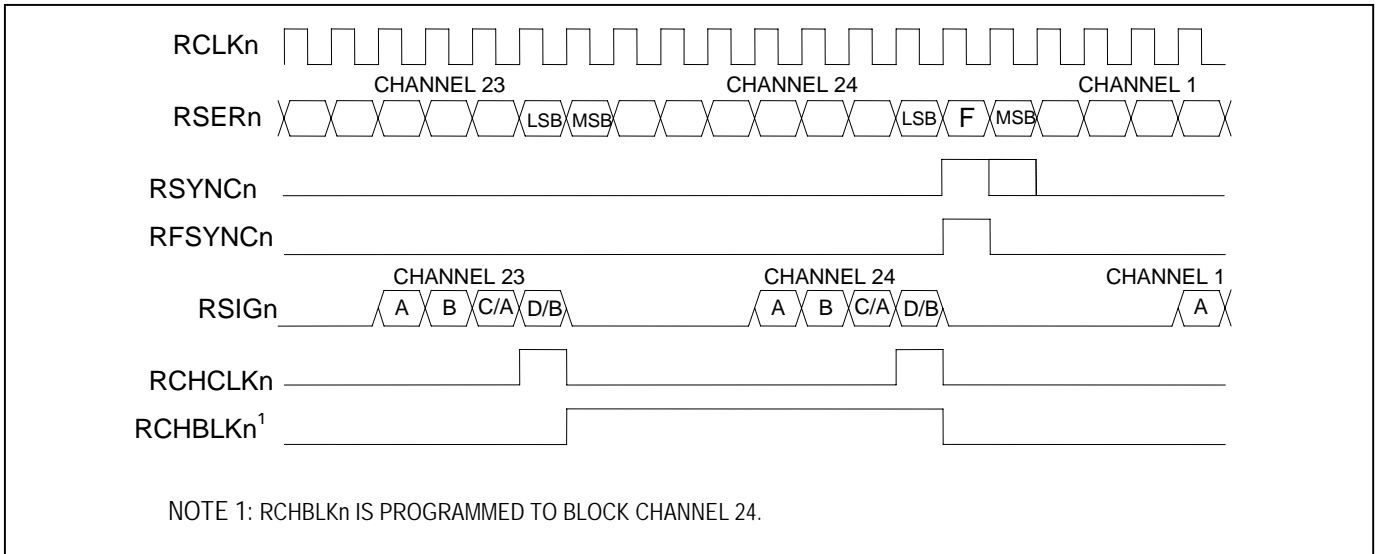 RCLKn
CHANNEL 23 CHANNEL 24 CHANNEL 1
RSERn LSB MSB LSB F MSB
RSYNCn
RFSYNCn
CHANNEL 23 CHANNEL 24 CHANNEL 1
RSIGn A B C/A D/B A B C/A D/B A
RCHCLKn
RCHBLKn¹
NOTE 1: RCHBLKn IS PROGRAMMED TO BLOCK CHANNEL 24.